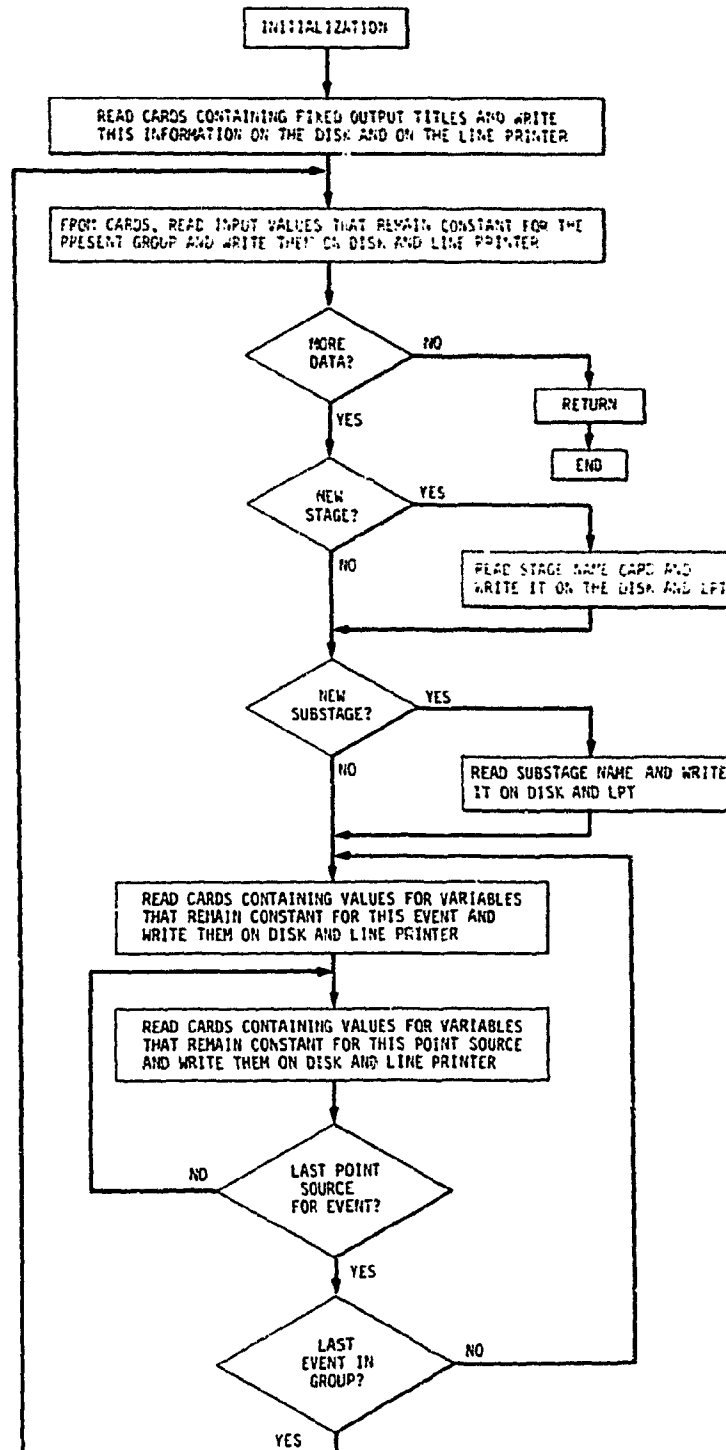 INITIALIZATION
READ CARDS CONTAINING FIXED OUTPUT TITLES AND WRITE
THIS INFORMATION ON THE DISK AND ON THE LINE PRINTER
FROM CARDS, READ INPUT VALUES THAT REMAIN CONSTANT FOR THE
PRESENT GROUP AND WRITE THEM ON DISK AND LINE PRINTER
MORE
DATA?
NO
RETURN
END
YES
NEW
STAGE?
YES
READ STAGE NAME CARD AND
WRITE IT ON THE DISK AND LPT
NO
NEW
SUBSTAGE?
YES
READ SUBSTAGE NAME AND WRITE
IT ON DISK AND LPT
NO
READ CARDS CONTAINING VALUES FOR VARIABLES
THAT REMAIN CONSTANT FOR THIS EVENT AND
WRITE THEM ON DISK AND LINE PRINTER
READ CARDS CONTAINING VALUES FOR VARIABLES
THAT REMAIN CONSTANT FOR THIS POINT SOURCE
AND WRITE THEM ON DISK AND LINE PRINTER
NO
LAST POINT
SOURCE
FOR EVENT?
YES
LAST
EVENT IN
GROUP?
NO
YES